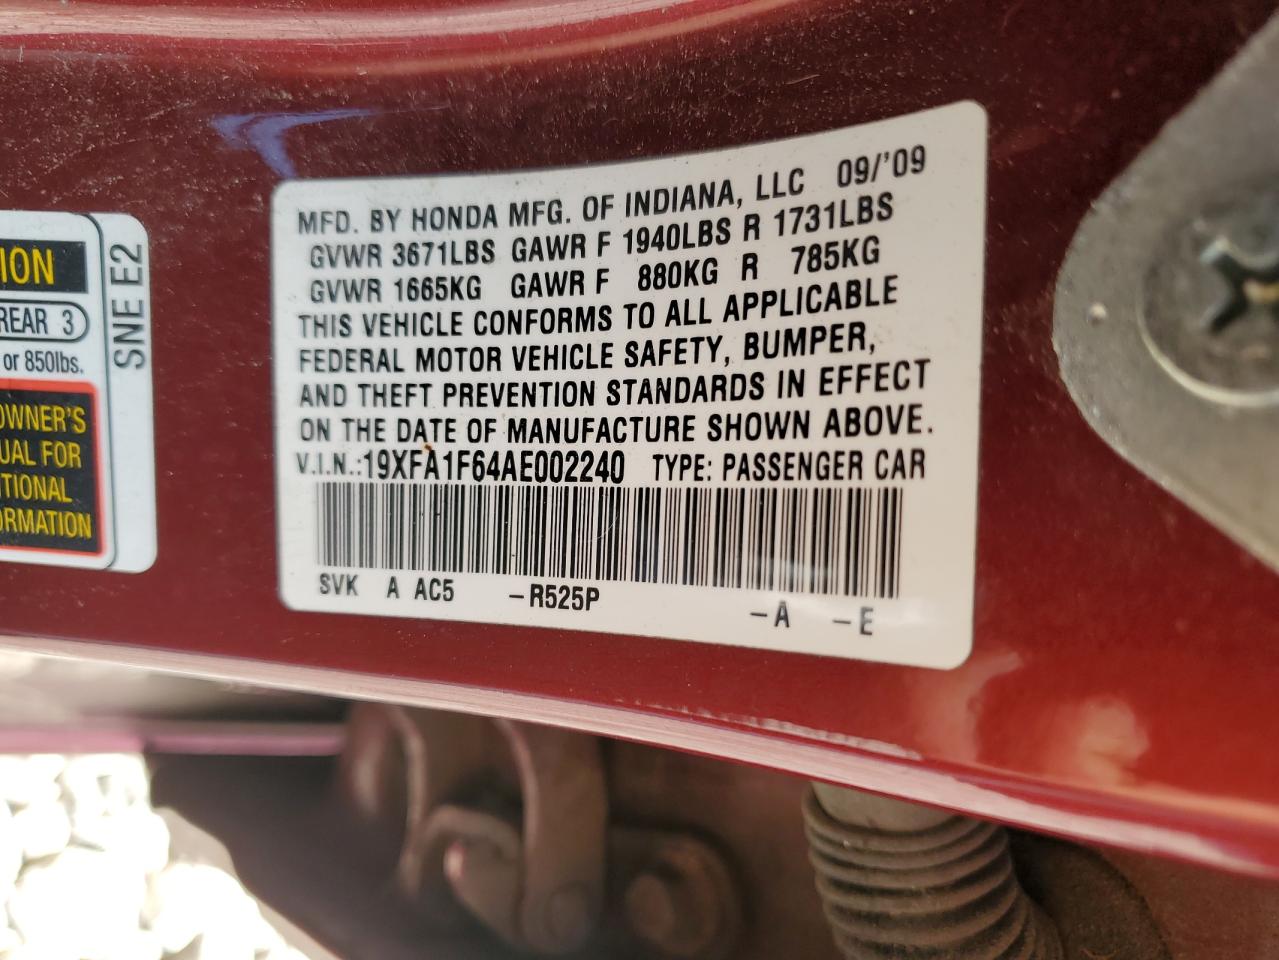 MFD. BY HONDA MFG. OF INDIANA, LLC 09/'09
GVWR 3671LBS GAWR F 1940LBS R 1731LBS
GVWR 1665KG GAWR F 880KG R 785KG
THIS VEHICLE CONFORMS TO ALL APPLICABLE
FEDERAL MOTOR VEHICLE SAFETY, BUMPER,
AND THEFT PREVENTION STANDARDS IN EFFECT
ON THE DATE OF MANUFACTURE SHOWN ABOVE.
V.I.N.:19XFA1F64AE002240 TYPE: PASSENGER CAR
SVK A AC5 -R525P -A -E
ION
REAR 3
or 850lbs.
OWNER'S
UAL FOR
ITIONAL
ORMATION
SNE E2